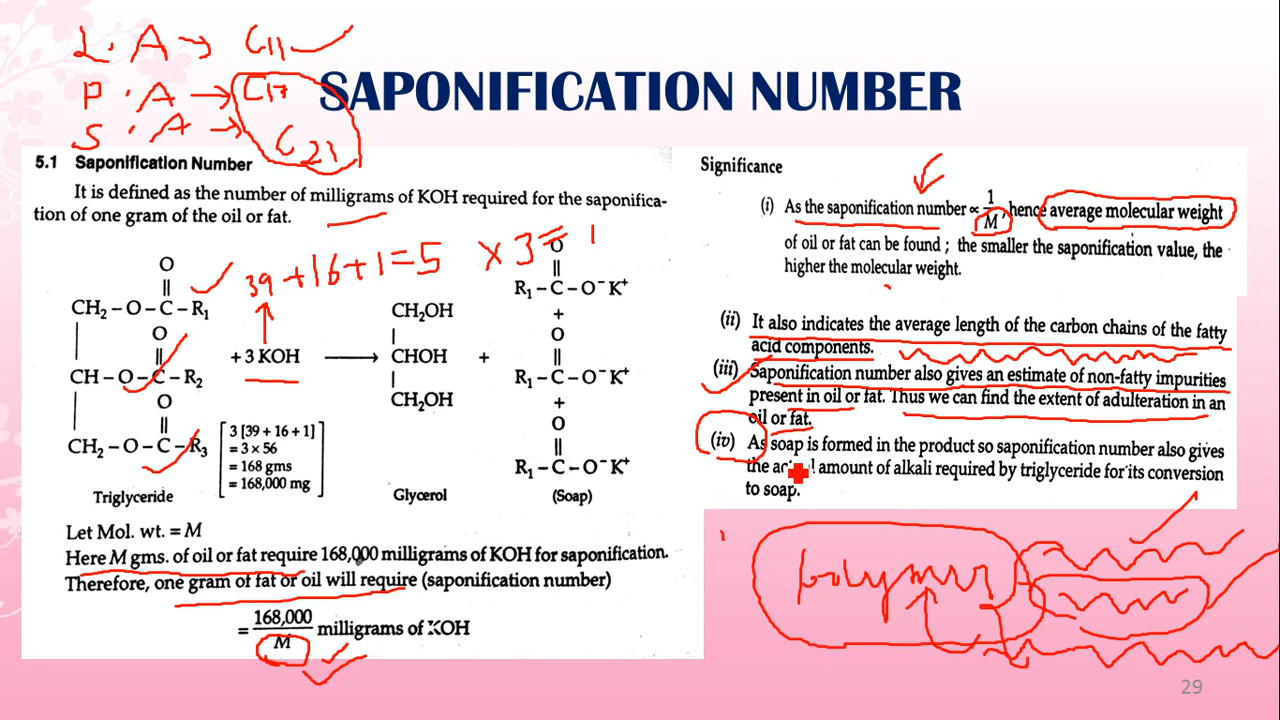 L.A → C11
P.A → C17
S.A → C21
SAPONIFICATION NUMBER
5.1 Saponification Number
It is defined as the number of milligrams of KOH required for the saponifica-
tion of one gram of the oil or fat.
39+16+1=5 × 3 = 1
O
||
CH₂–O–C–R₁
O
||
CH–O–C–R₂
O
||
CH₂–O–C–R₃
Triglyceride
+ 3 KOH
3 [39 + 16 + 1]
= 3 × 56
= 168 gms
= 168,000 mg
CH₂OH
|
CHOH
|
CH₂OH
Glycerol
+
O
||
R₁–C–O⁻K⁺
+
O
||
R₁–C–O⁻K⁺
+
O
||
R₁–C–O⁻K⁺
(Soap)
Let Mol. wt. = M
Here M gms. of oil or fat require 168,000 milligrams of KOH for saponification.
Therefore, one gram of fat or oil will require (saponification number)
= 168,000/M milligrams of KOH
Significance
(i) As the saponification number ∝ 1/M, hence average molecular weight
of oil or fat can be found ; the smaller the saponification value, the
higher the molecular weight.
(ii) It also indicates the average length of the carbon chains of the fatty
acid components.
(iii) Saponification number also gives an estimate of non-fatty impurities
present in oil or fat. Thus we can find the extent of adulteration in an
oil or fat.
(iv) As soap is formed in the product so saponification number also gives
the amount of alkali required by triglyceride for its conversion
to soap.
polymer
29